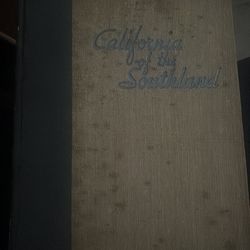 California
of the
Southland